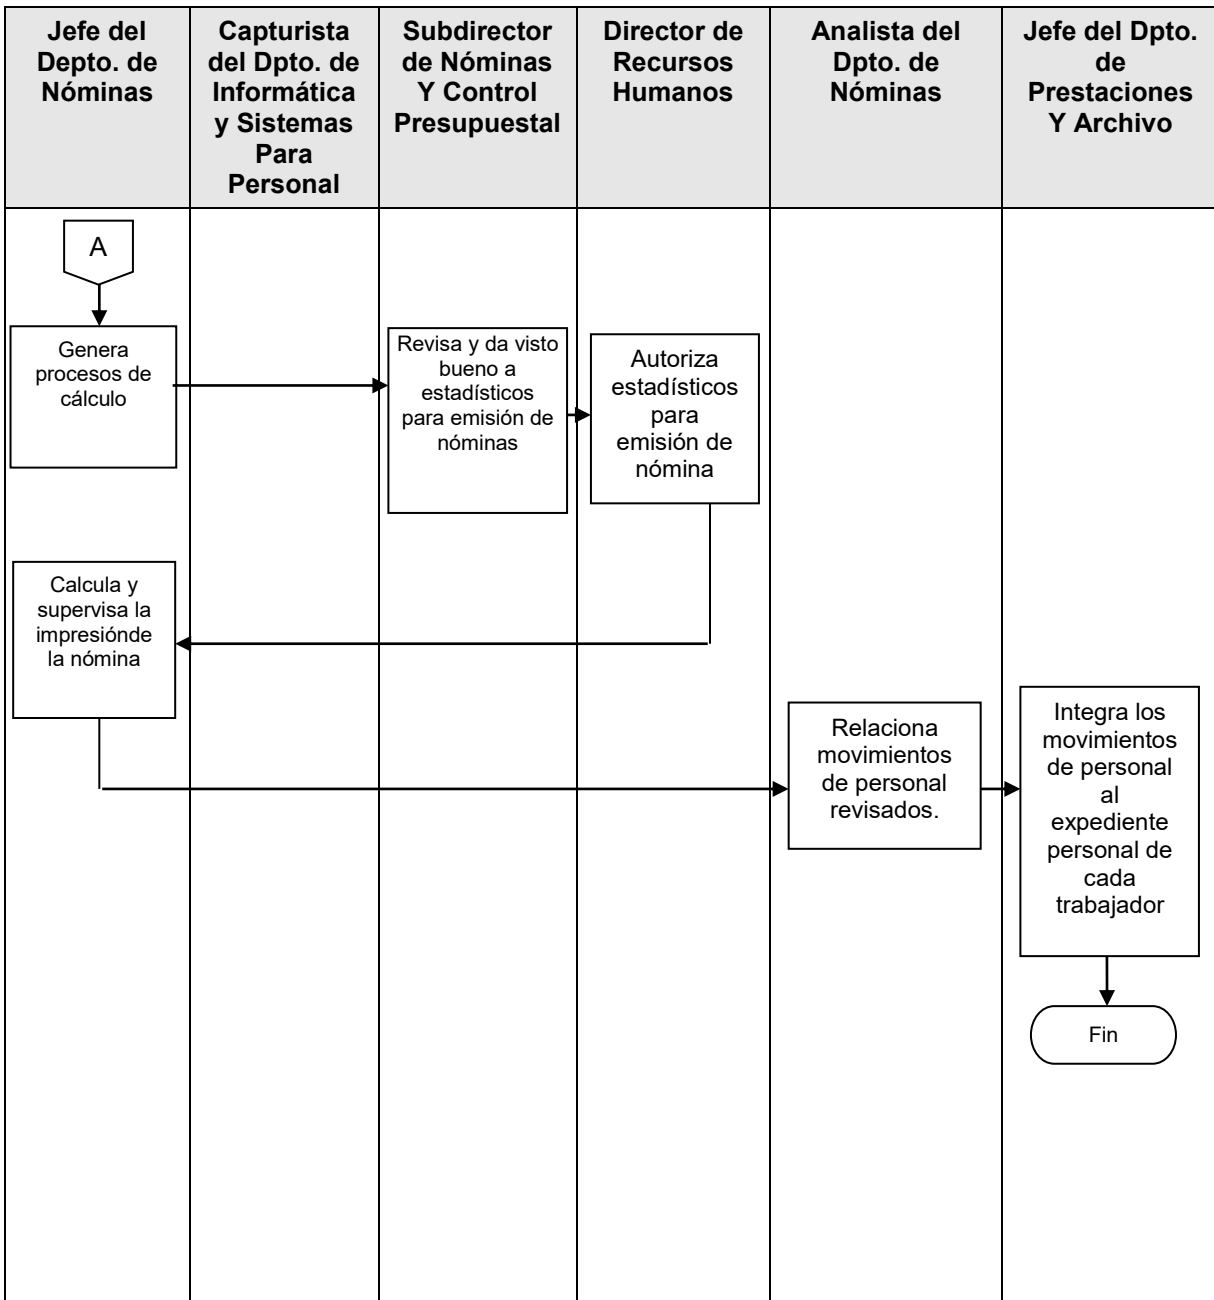 Jefe del
Depto. de
Nóminas
Capturista
del Dpto. de
Informática
y Sistemas
Para
Personal
Subdirector
de Nóminas
Y Control
Presupuestal
Director de
Recursos
Humanos
Analista del
Dpto. de
Nóminas
Jefe del Dpto.
de
Prestaciones
Y Archivo
A
Genera
procesos de
cálculo
Revisa y da visto
bueno a
estadísticos
para emisión de
nóminas
Autoriza
estadísticos
para
emisión de
nómina
Calcula y
supervisa la
impresiónde
la nómina
Relaciona
movimientos
de personal
revisados.
Integra los
movimientos
de personal
al
expediente
personal de
cada
trabajador
Fin